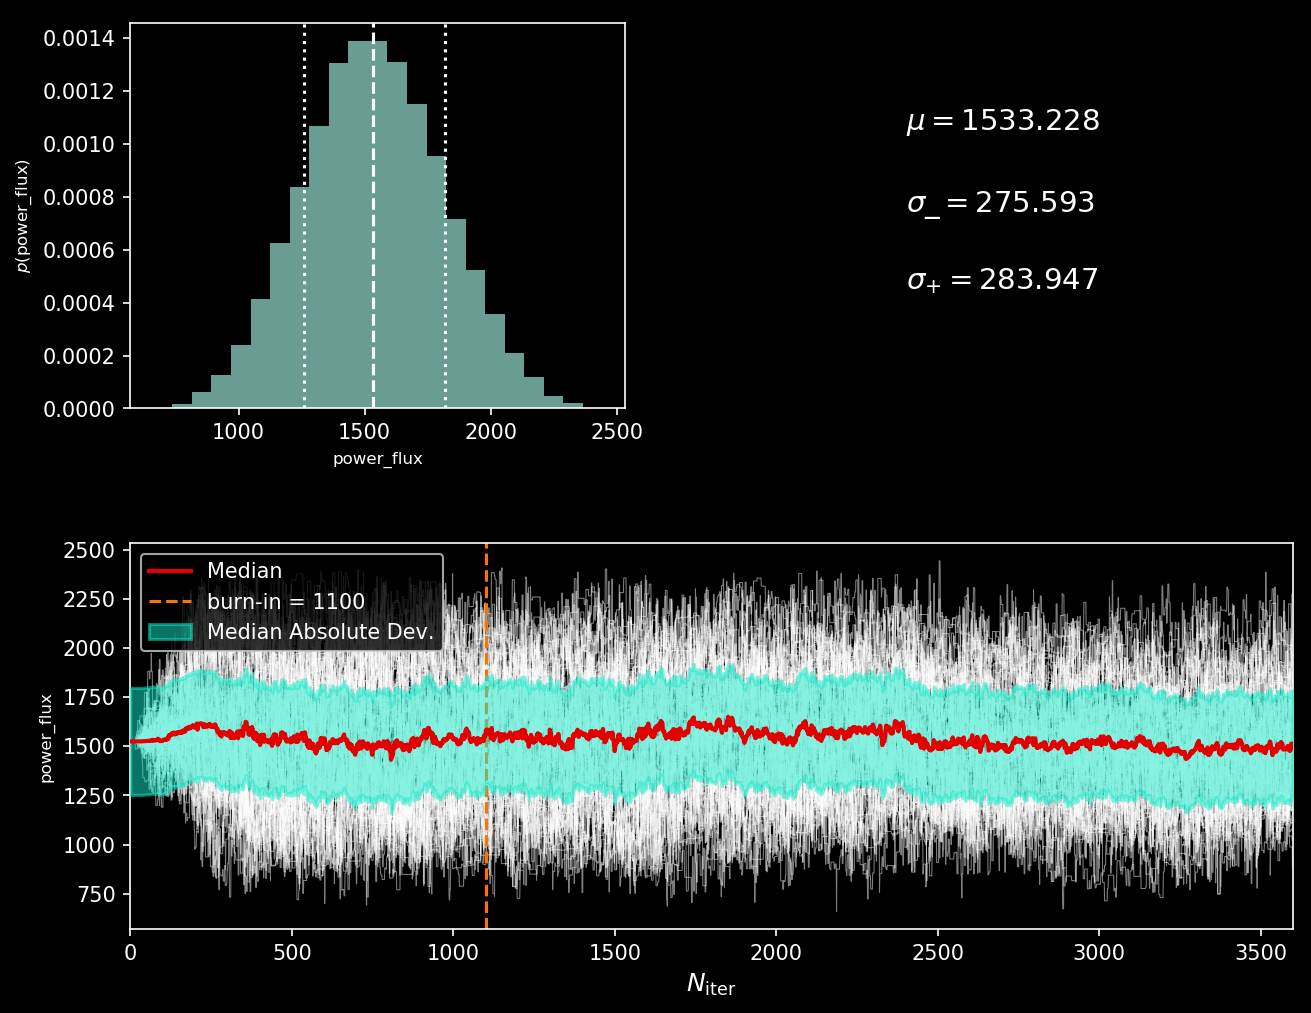 0.0014
0.0012
0.0010
0.0008
0.0006
0.0004
0.0002
0.0000
p(power_flux)
1000 1500 2000 2500
power_flux
μ = 1533.228
σ_ = 275.593
σ+ = 283.947
2500
2250
2000
1750
1500
1250
1000
750
power_flux
Median
burn-in = 1100
Median Absolute Dev.
0 500 1000 1500 2000 2500 3000 3500
Niter